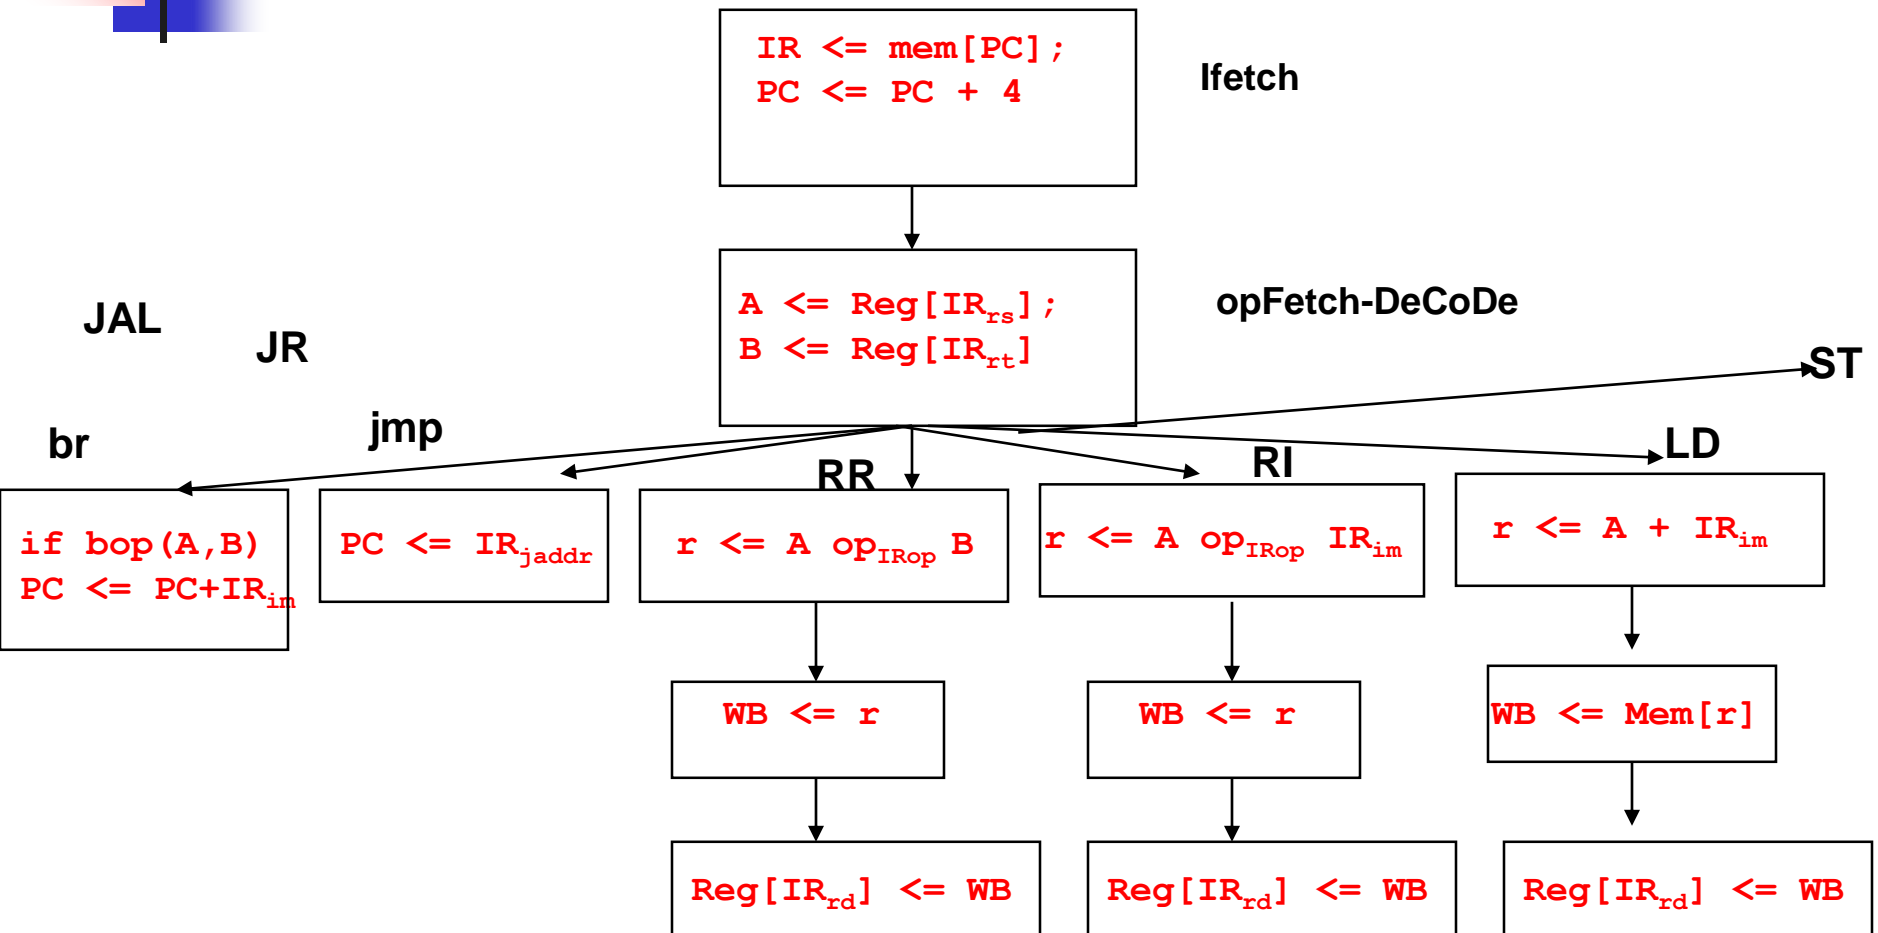 IR <= mem[PC];
PC <= PC + 4
Ifetch
A <= Reg[IRrs];
B <= Reg[IRrt]
opFetch-DeCoDe
JAL
JR
ST
br
jmp
RR
RI
LD
if bop(A,B)
PC <= PC+IRim
PC <= IRjaddr
r <= A opIRop B
r <= A opIRop IRim
r <= A + IRim
WB <= r
WB <= r
WB <= Mem[r]
Reg[IRrd] <= WB
Reg[IRrd] <= WB
Reg[IRrd] <= WB